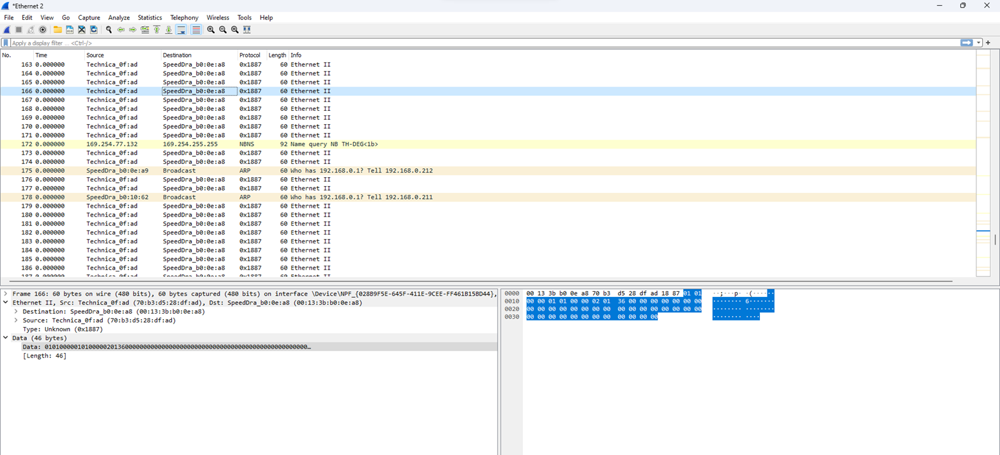 *Ethernet 2
File Edit View Go Capture Analyze Statistics Telephony Wireless Tools Help
Apply a display filter ... <Ctrl-/>
No. Time Source Destination Protocol Length Info
163 0.000000 Technica_0f:ad SpeedDra_b0:0e:a8 0x1887 60 Ethernet II
164 0.000000 Technica_0f:ad SpeedDra_b0:0e:a8 0x1887 60 Ethernet II
165 0.000000 Technica_0f:ad SpeedDra_b0:0e:a8 0x1887 60 Ethernet II
166 0.000000 Technica_0f:ad SpeedDra_b0:0e:a8 0x1887 60 Ethernet II
167 0.000000 Technica_0f:ad SpeedDra_b0:0e:a8 0x1887 60 Ethernet II
168 0.000000 Technica_0f:ad SpeedDra_b0:0e:a8 0x1887 60 Ethernet II
169 0.000000 Technica_0f:ad SpeedDra_b0:0e:a8 0x1887 60 Ethernet II
170 0.000000 Technica_0f:ad SpeedDra_b0:0e:a8 0x1887 60 Ethernet II
171 0.000000 Technica_0f:ad SpeedDra_b0:0e:a8 0x1887 60 Ethernet II
172 0.000000 169.254.77.132 169.254.255.255 NBNS 92 Name query NB TH-DEG<1b>
173 0.000000 Technica_0f:ad SpeedDra_b0:0e:a8 0x1887 60 Ethernet II
174 0.000000 Technica_0f:ad SpeedDra_b0:0e:a8 0x1887 60 Ethernet II
175 0.000000 SpeedDra_b0:0e:a9 Broadcast ARP 60 Who has 192.168.0.1? Tell 192.168.0.212
176 0.000000 Technica_0f:ad SpeedDra_b0:0e:a8 0x1887 60 Ethernet II
177 0.000000 Technica_0f:ad SpeedDra_b0:0e:a8 0x1887 60 Ethernet II
178 0.000000 SpeedDra_b0:10:62 Broadcast ARP 60 Who has 192.168.0.1? Tell 192.168.0.211
179 0.000000 Technica_0f:ad SpeedDra_b0:0e:a8 0x1887 60 Ethernet II
180 0.000000 Technica_0f:ad SpeedDra_b0:0e:a8 0x1887 60 Ethernet II
181 0.000000 Technica_0f:ad SpeedDra_b0:0e:a8 0x1887 60 Ethernet II
182 0.000000 Technica_0f:ad SpeedDra_b0:0e:a8 0x1887 60 Ethernet II
183 0.000000 Technica_0f:ad SpeedDra_b0:0e:a8 0x1887 60 Ethernet II
184 0.000000 Technica_0f:ad SpeedDra_b0:0e:a8 0x1887 60 Ethernet II
185 0.000000 Technica_0f:ad SpeedDra_b0:0e:a8 0x1887 60 Ethernet II
186 0.000000 Technica_0f:ad SpeedDra_b0:0e:a8 0x1887 60 Ethernet II
187 0.000000 Technica_0f:ad SpeedDra_b0:0e:a8 0x1887 60 Ethernet II
Frame 166: 60 bytes on wire (480 bits), 60 bytes captured (480 bits) on interface \Device\NPF_{028B9F5E-645F-411E-9CEE-FF461B15BD44},
Ethernet II, Src: Technica_0f:ad (70:b3:d5:28:df:ad), Dst: SpeedDra_b0:0e:a8 (00:13:3b:b0:0e:a8)
Destination: SpeedDra_b0:0e:a8 (00:13:3b:b0:0e:a8)
Source: Technica_0f:ad (70:b3:d5:28:df:ad)
Type: Unknown (0x1887)
Data (46 bytes)
Data: 0101000001010000020136000000000000000000000000000000000000000000000000…
[Length: 46]
0000 00 13 3b b0 0e a8 70 b3 d5 28 df ad 18 87 01 01 ··;···p· ·(······
0010 00 00 01 01 00 00 02 01 36 00 00 00 00 00 00 00 ········ 6·······
0020 00 00 00 00 00 00 00 00 00 00 00 00 00 00 00 00 ········ ········
0030 00 00 00 00 00 00 00 00 00 00 00 00 ········ ····